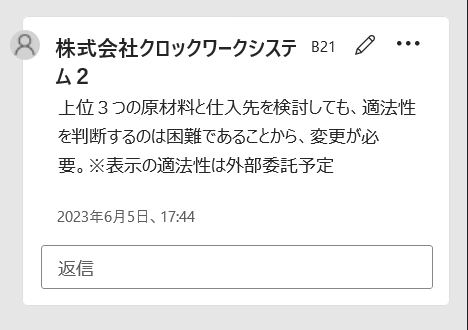 株式会社クロックワークシステ
ム２
B21
上位３つの原材料と仕入先を検討しても、適法性
を判断するのは困難であることから、変更が必
要。※表示の適法性は外部委託予定
2023年6月5日、17:44
返信